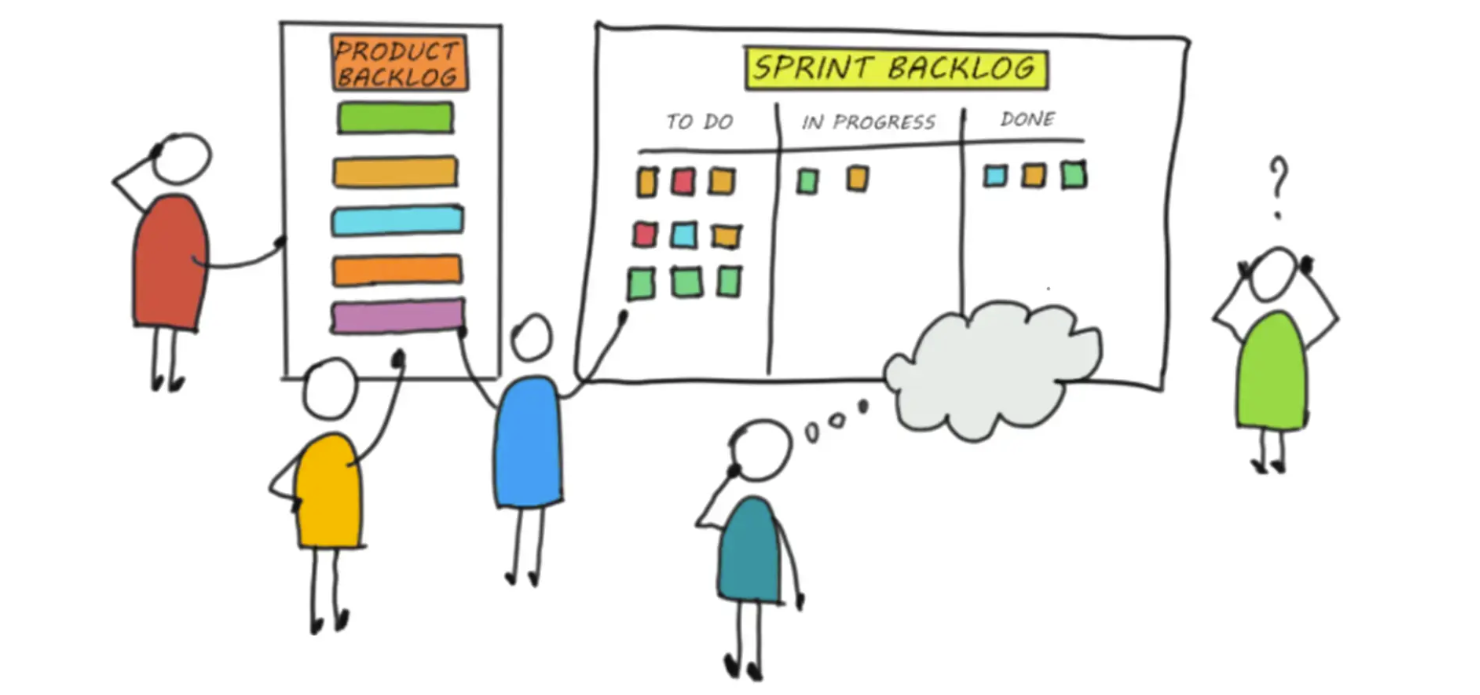 PRODUCT
BACKLOG
SPRINT BACKLOG
TO DO
IN PROGRESS
DONE
?